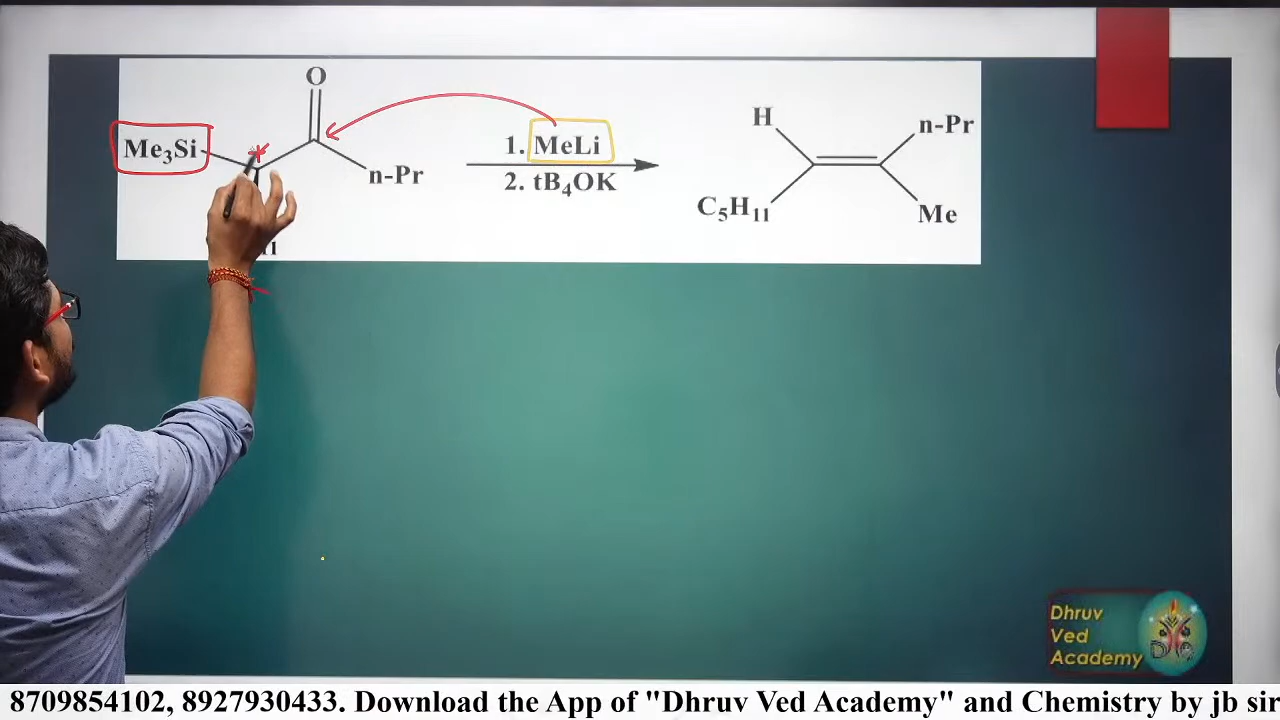 O
Me₃Si
n-Pr
11
1. MeLi
2. tB₄OK
H
n-Pr
C₅H₁₁
Me
Dhruv
Ved
Academy
8709854102, 8927930433. Download the App of "Dhruv Ved Academy" and Chemistry by jb sir